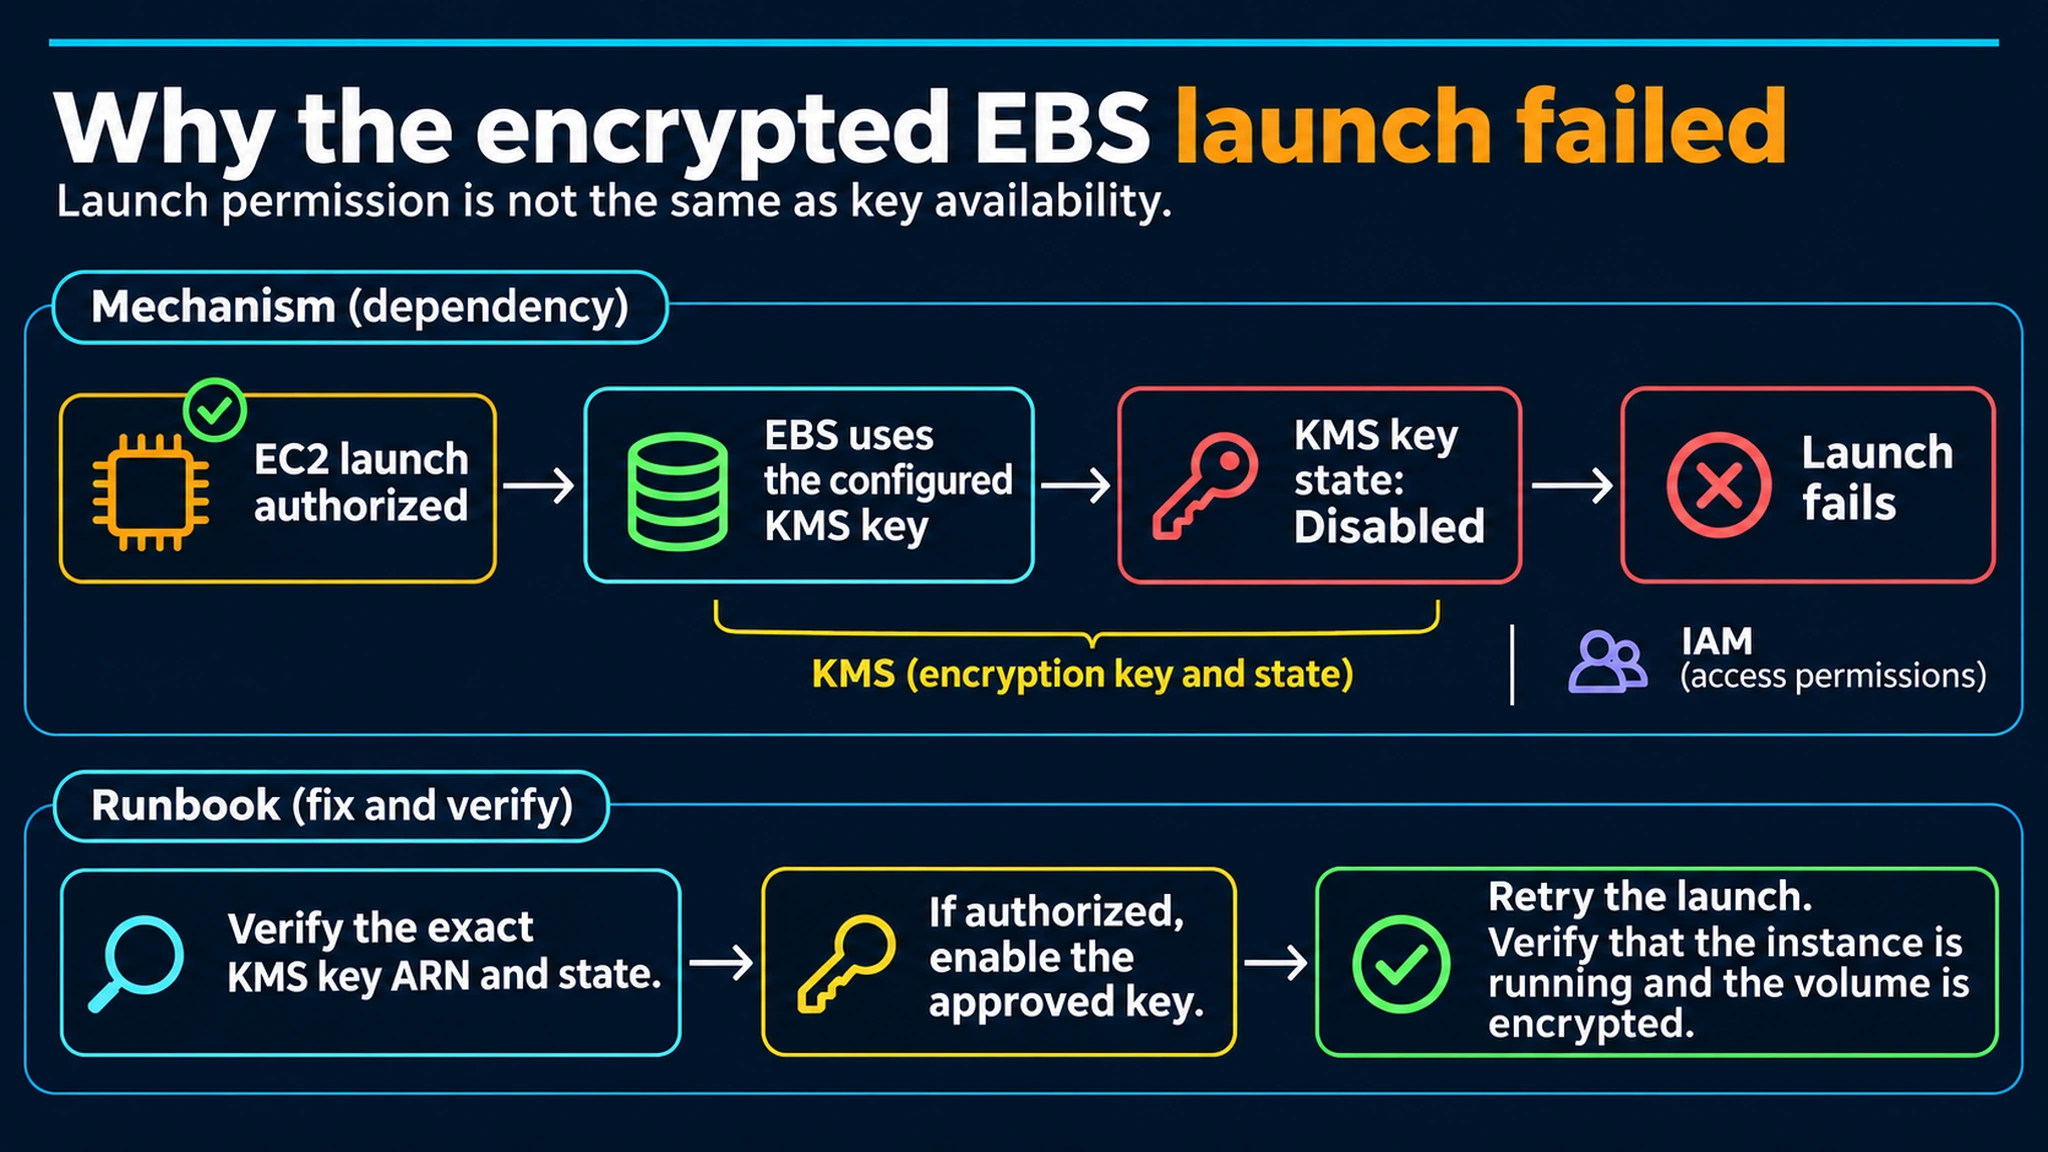 Why the encrypted EBS launch failed
Launch permission is not the same as key availability.
Mechanism (dependency)
EC2 launch
authorized
EBS uses
the configured
KMS key
KMS key
state:
Disabled
Launch
fails
KMS (encryption key and state)
IAM
(access permissions)
Runbook (fix and verify)
Verify the exact
KMS key ARN and state.
If authorized,
enable the
approved key.
Retry the launch.
Verify that the instance is
running and the volume is
encrypted.